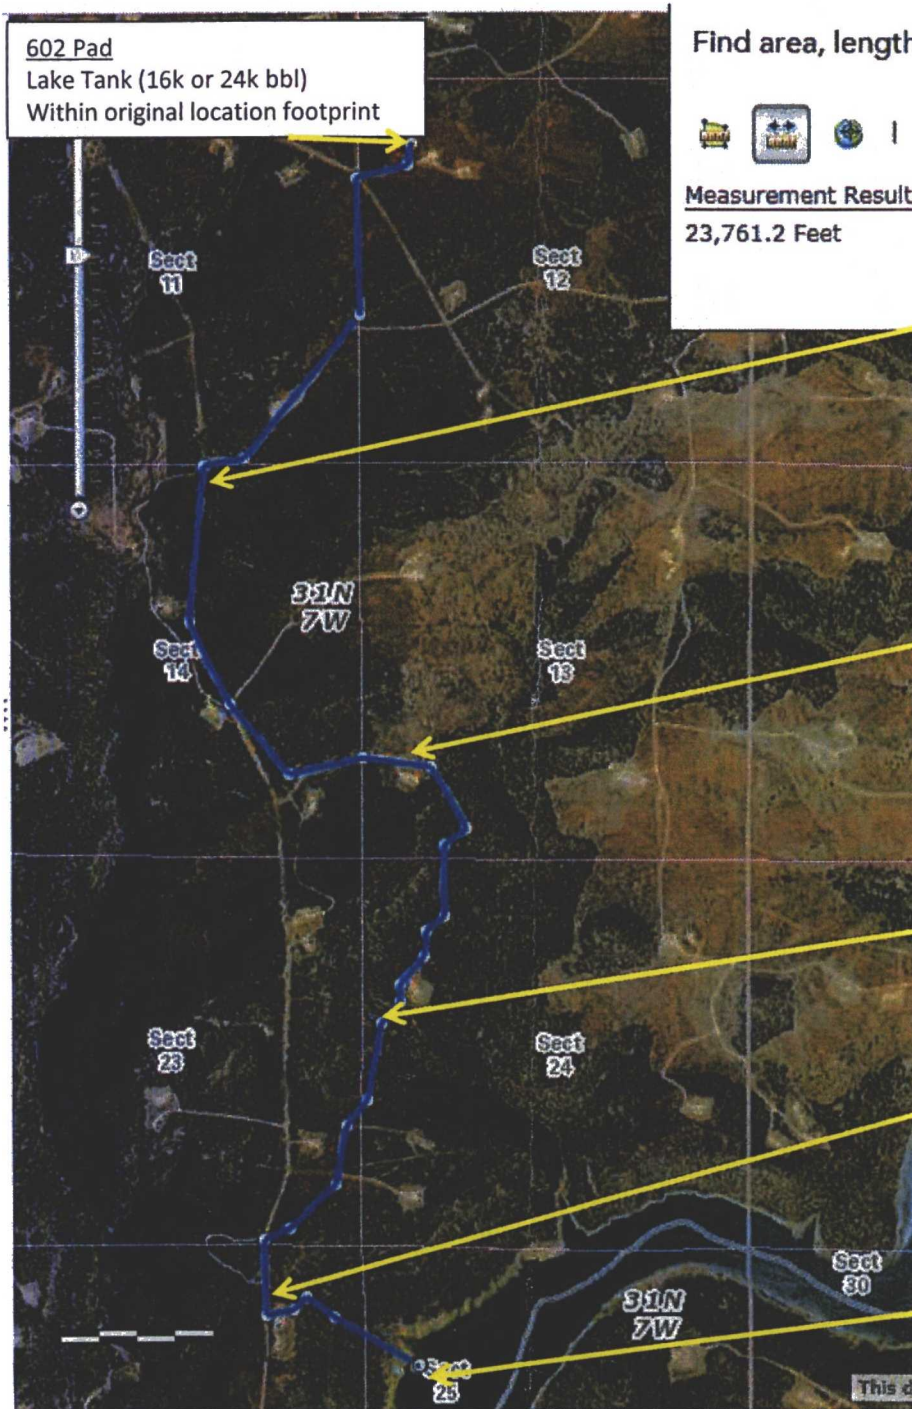 602 Pad
Lake Tank (16k or 24k bbl)
Within original location footprint
Find area, length
Measurement Result
23,761.2 Feet
Sect
11
Sect
12
31N
7W
Sect
14
Sect
13
Sect
23
Sect
24
Sect
30
31N
7W
Sect
25
This d